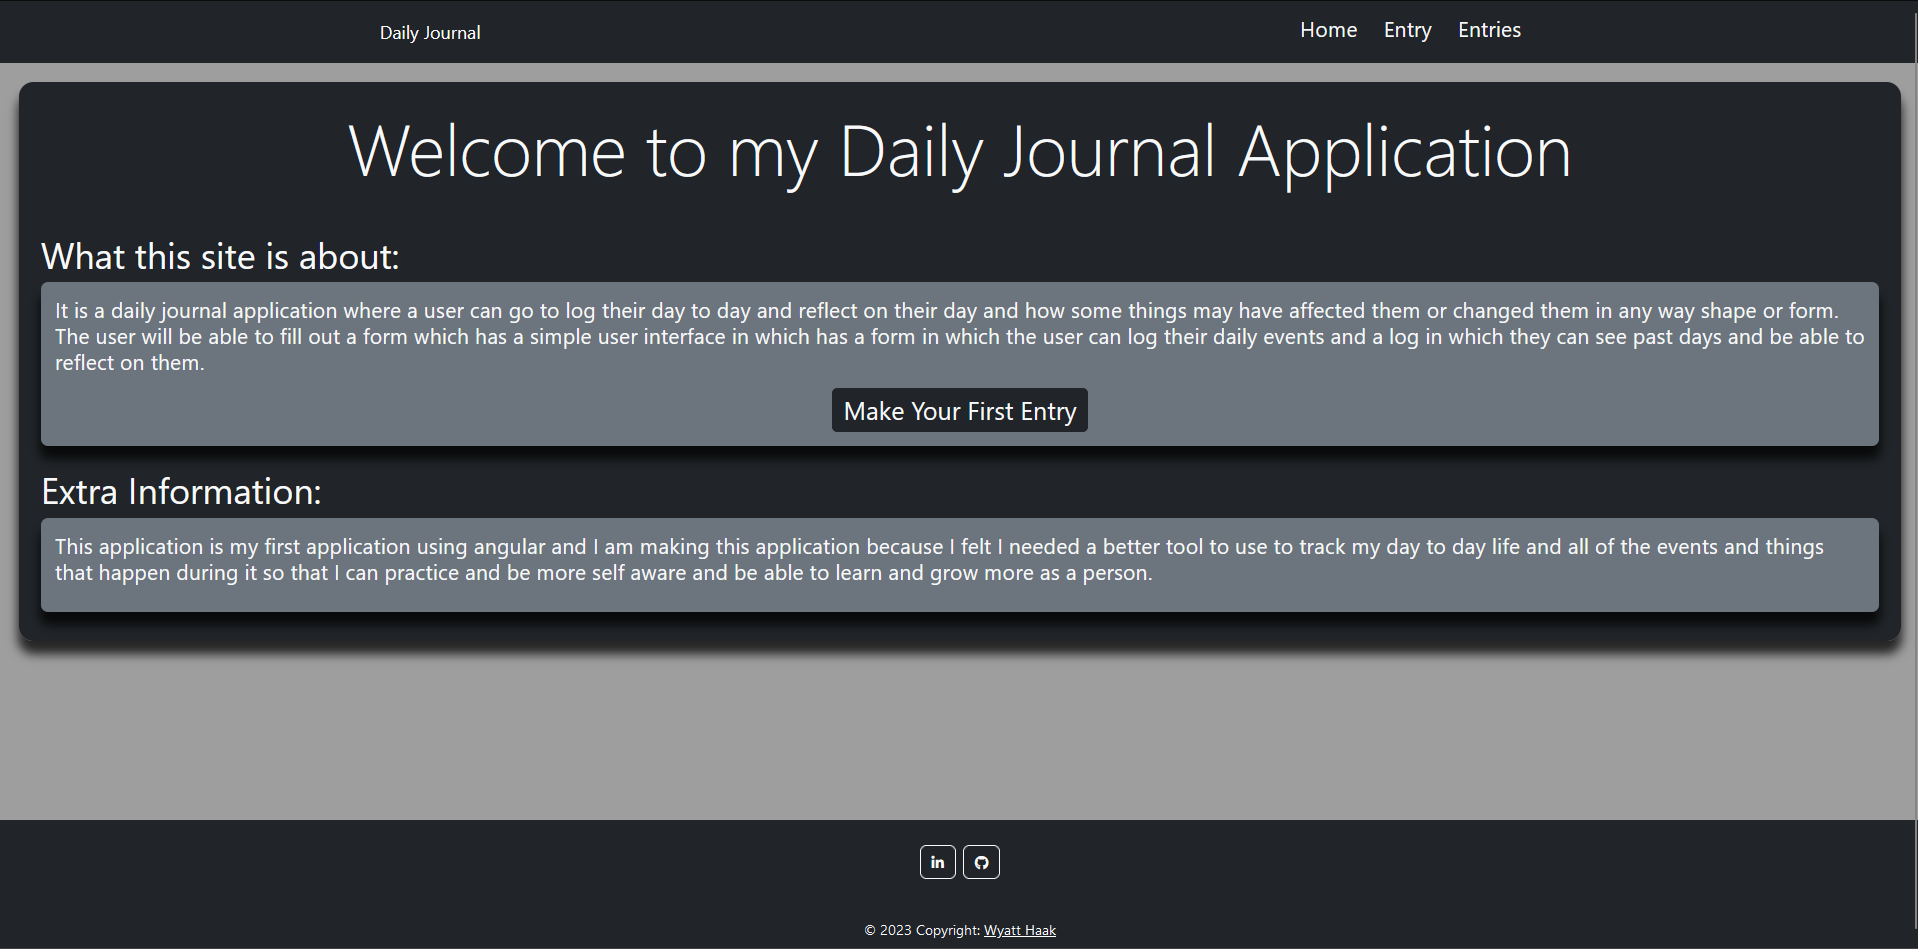 Daily Journal
Home Entry Entries
Welcome to my Daily Journal Application
What this site is about:
It is a daily journal application where a user can go to log their day to day and reflect on their day and how some things may have affected them or changed them in any way shape or form.
The user will be able to fill out a form which has a simple user interface in which has a form in which the user can log their daily events and a log in which they can see past days and be able to
reflect on them.
Make Your First Entry
Extra Information:
This application is my first application using angular and I am making this application because I felt I needed a better tool to use to track my day to day life and all of the events and things
that happen during it so that I can practice and be more self aware and be able to learn and grow more as a person.
in
© 2023 Copyright: Wyatt Haak